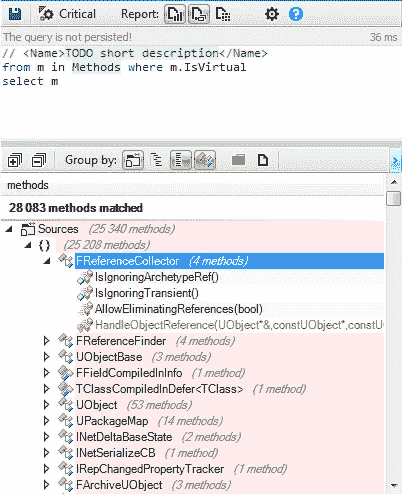 Critical Report:
The query is not persisted! 36 ms
// <Name>TODO short description</Name>
from m in Methods where m.IsVirtual
select m
Group by:
methods
28 083 methods matched
Sources (25 340 methods)
{} (25 208 methods)
FReferenceCollector (4 methods)
IsIgnoringArchetypeRef()
IsIgnoringTransient()
AllowEliminatingReferences(bool)
HandleObjectReference(UObject*&,constUObject*,constU
FReferenceFinder (4 methods)
UObjectBase (3 methods)
FFieldCompiledInInfo (1 method)
TClassCompiledInDefer<TClass> (1 method)
UObject (53 methods)
UPackageMap (14 methods)
INetDeltaBaseState (2 methods)
INetSerializeCB (1 method)
IRepChangedPropertyTracker (1 method)
FArchiveUObject (3 methods)